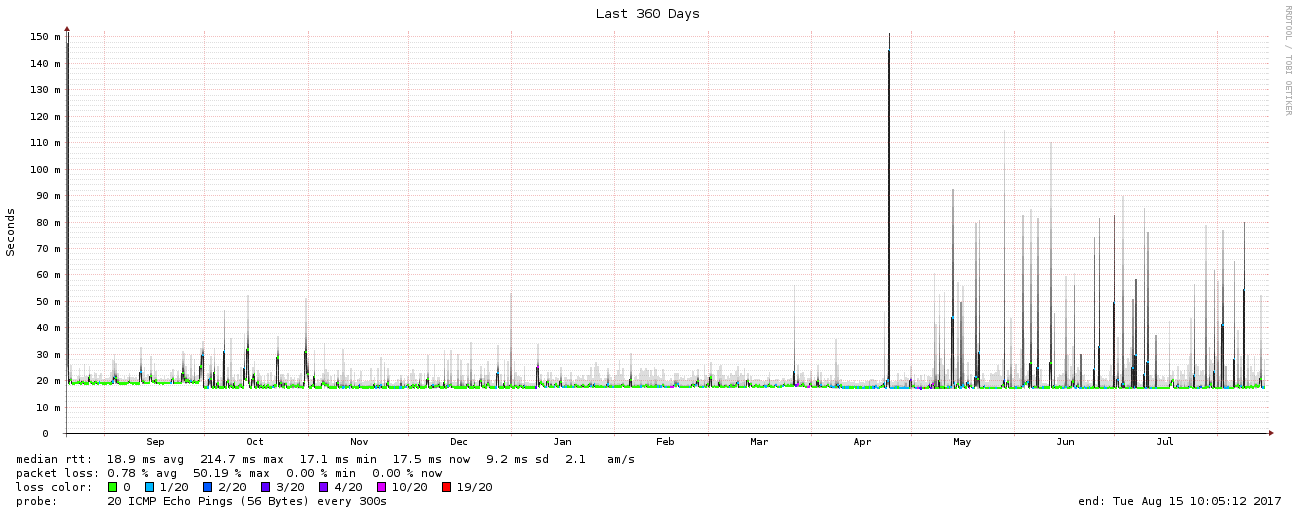 Last 360 Days
RRDTOOL / TOBI OETIKER
Seconds
150 m
140 m
130 m
120 m
110 m
100 m
90 m
80 m
70 m
60 m
50 m
40 m
30 m
20 m
10 m
0
Sep Oct Nov Dec Jan Feb Mar Apr May Jun Jul
median rtt: 18.9 ms avg 214.7 ms max 17.1 ms min 17.5 ms now 9.2 ms sd 2.1 am/s
packet loss: 0.78 % avg 50.19 % max 0.00 % min 0.00 % now
loss color: 0 1/20 2/20 3/20 4/20 10/20 19/20
probe: 20 ICMP Echo Pings (56 Bytes) every 300s end: Tue Aug 15 10:05:12 2017